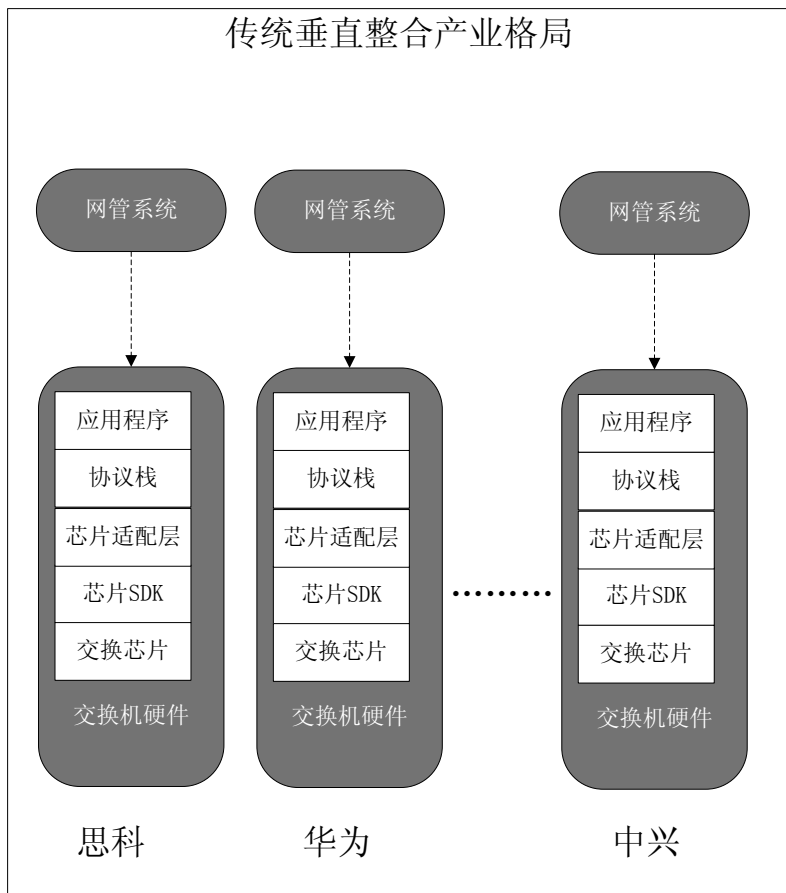 传统垂直整合产业格局
网管系统
网管系统
网管系统
应用程序
协议栈
芯片适配层
芯片SDK
交换芯片
交换机硬件
应用程序
协议栈
芯片适配层
芯片SDK
交换芯片
交换机硬件
………
应用程序
协议栈
芯片适配层
芯片SDK
交换芯片
交换机硬件
思科
华为
中兴